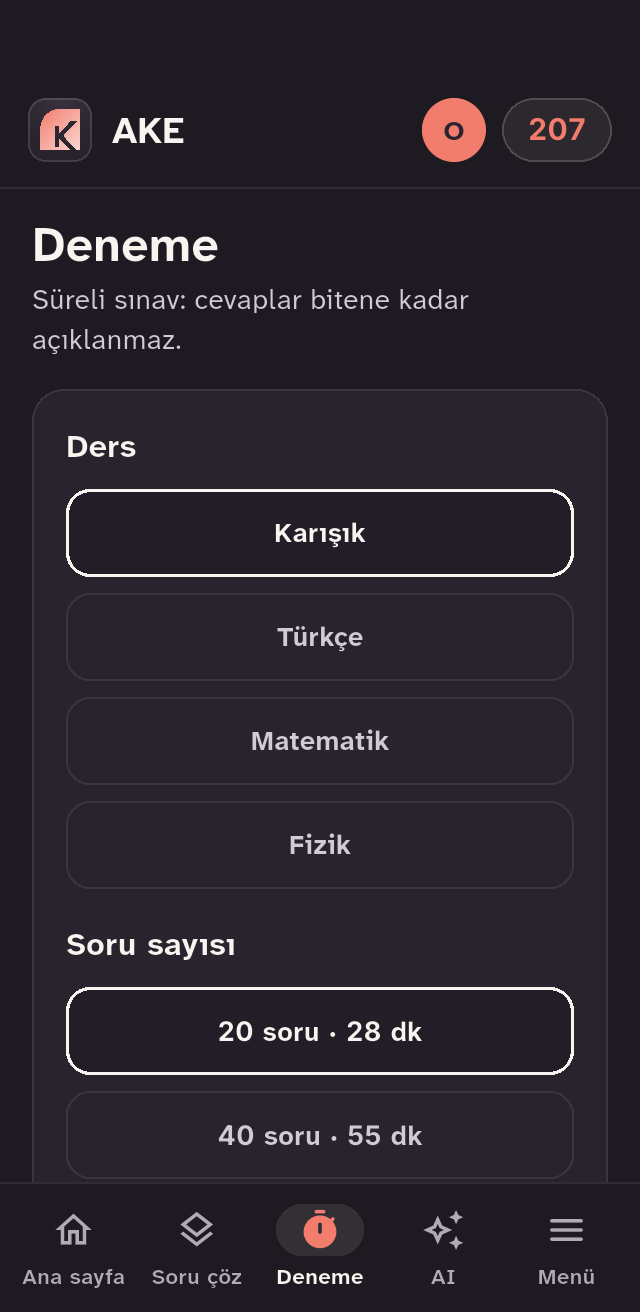 K
AKE
O
207
Deneme
Süreli sınav: cevaplar bitene kadar
açıklanmaz.
Ders
Karışık
Türkçe
Matematik
Fizik
Soru sayısı
20 soru · 28 dk
40 soru · 55 dk
Ana sayfa
Soru çöz
Deneme
AI
Menü